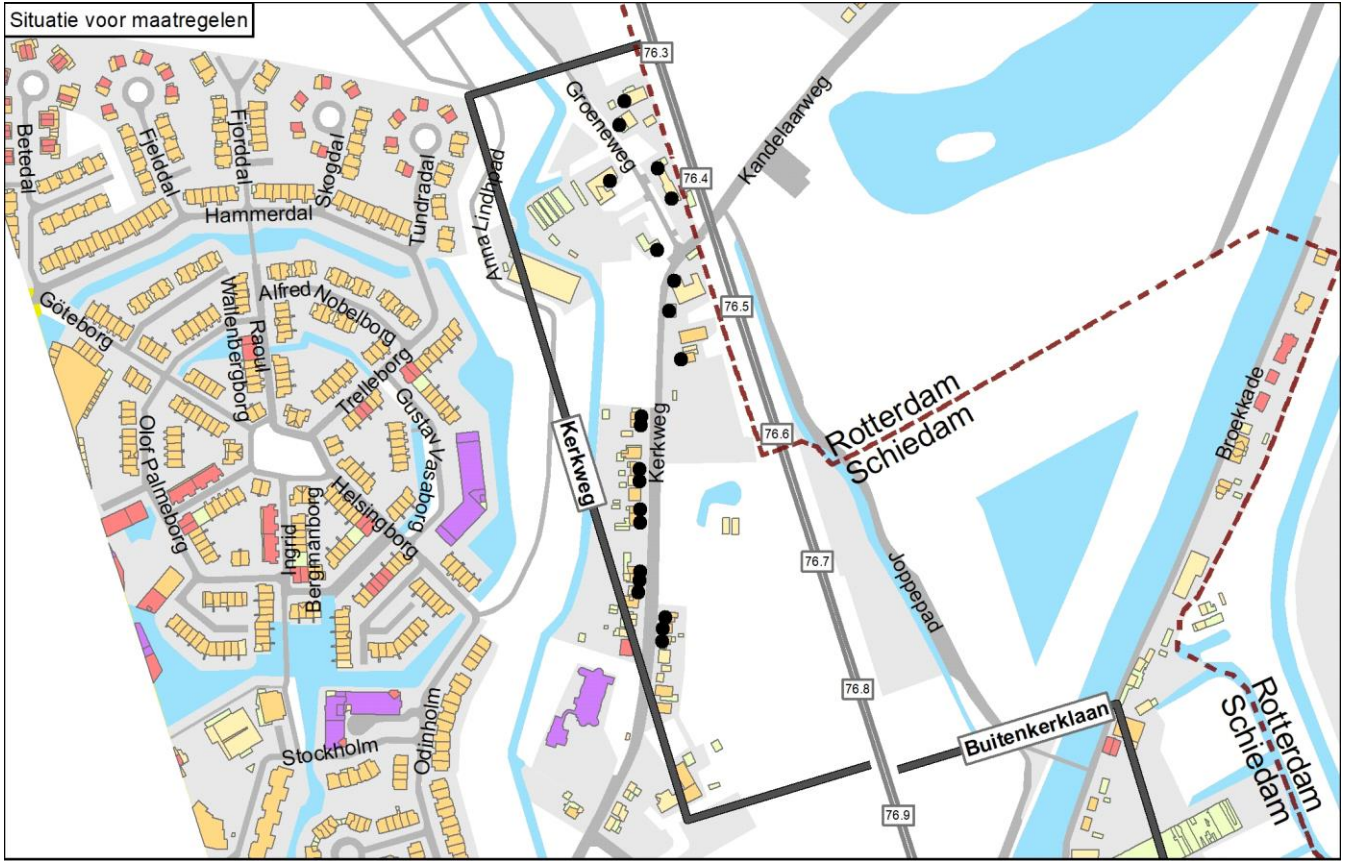 Situatie voor maatregelen
76.3
Groeneweg
Betedal
Fjelddal
Fjorddal
Skogdal
Tundradal
Hammerdal
Anna Lindhpad
Kandelaarweg
76.4
Göteborg
Wallenbergborg
Raoul
Alfred Nobelborg
76.5
Trelleborg
Gustav Vasaborg
Rotterdam
Schiedam
Broekkade
76.6
Olof Palmeborg
Kerkweg
Kerkweg
Helsingborg
Ingrid
Bergmanborg
76.7
Joppepad
76.8
Odinholm
Stockholm
Buitenkerklaan
Rotterdam
Schiedam
76.9